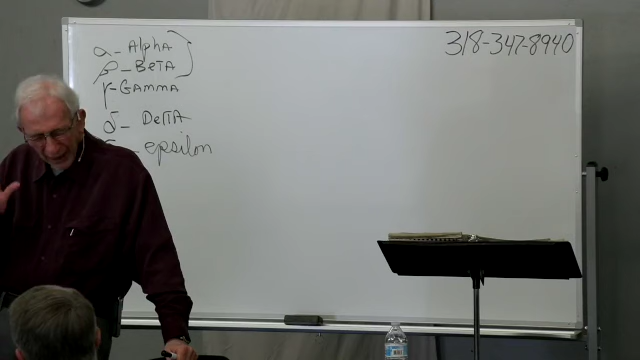 α - Alpha
β - Beta
γ - Gamma
δ - Delta
- epsilon
318-347-8940